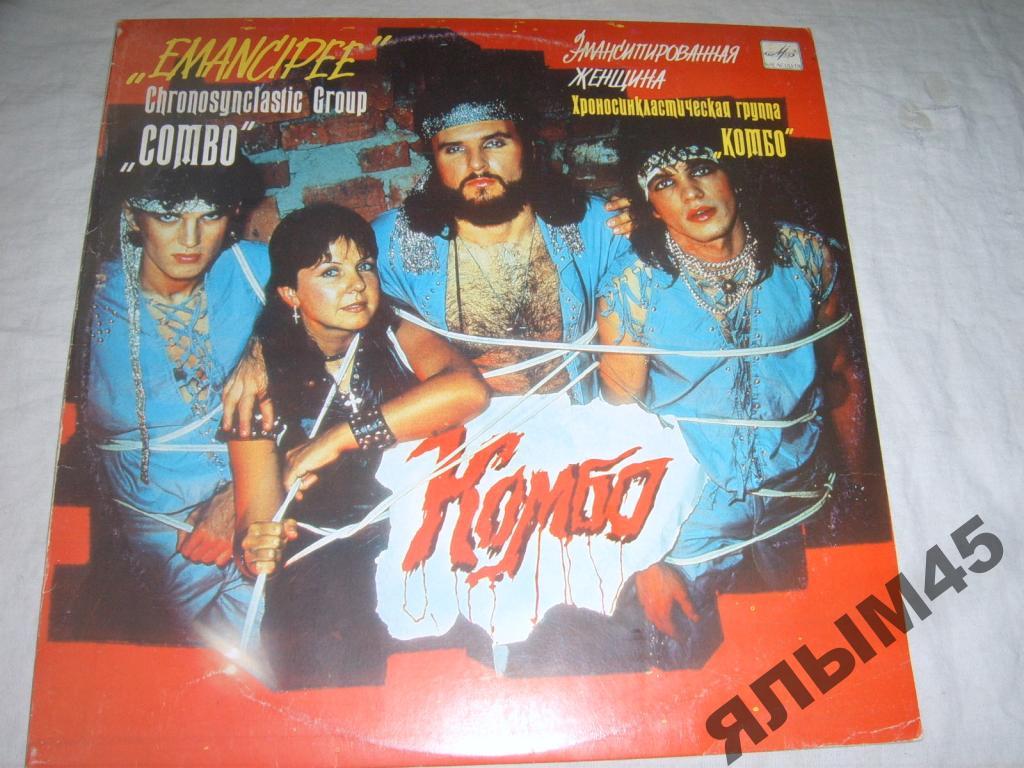 „EMANCIPEE"
Chronosynclastic Group
„COMBO"
Эмансипированная
женщина
Хроносинкластическая группа
„КОМБО"
Комбо
ЯЛЫМ45